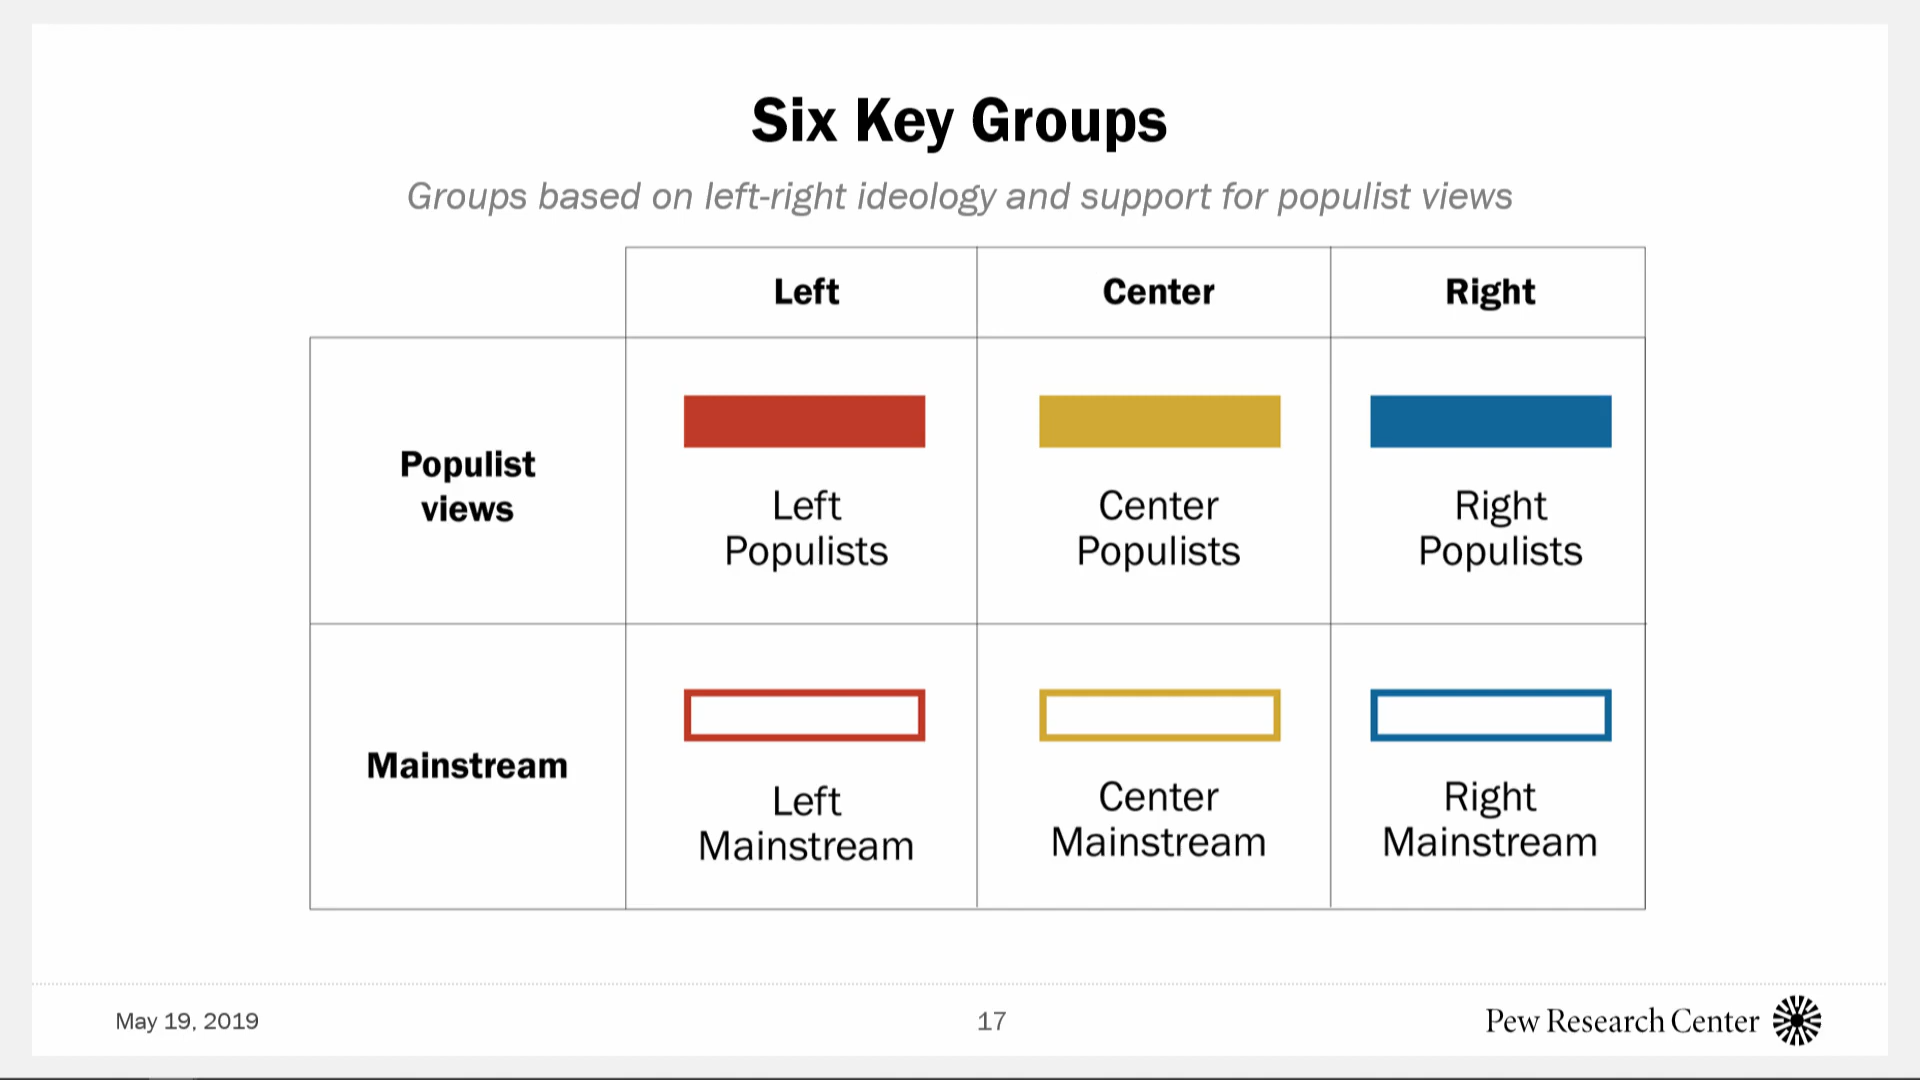 Six Key Groups
Groups based on left-right ideology and support for populist views
Left
Center
Right
Populist
views
Left
Populists
Center
Populists
Right
Populists
Mainstream
Left
Mainstream
Center
Mainstream
Right
Mainstream
May 19, 2019
17
Pew Research Center